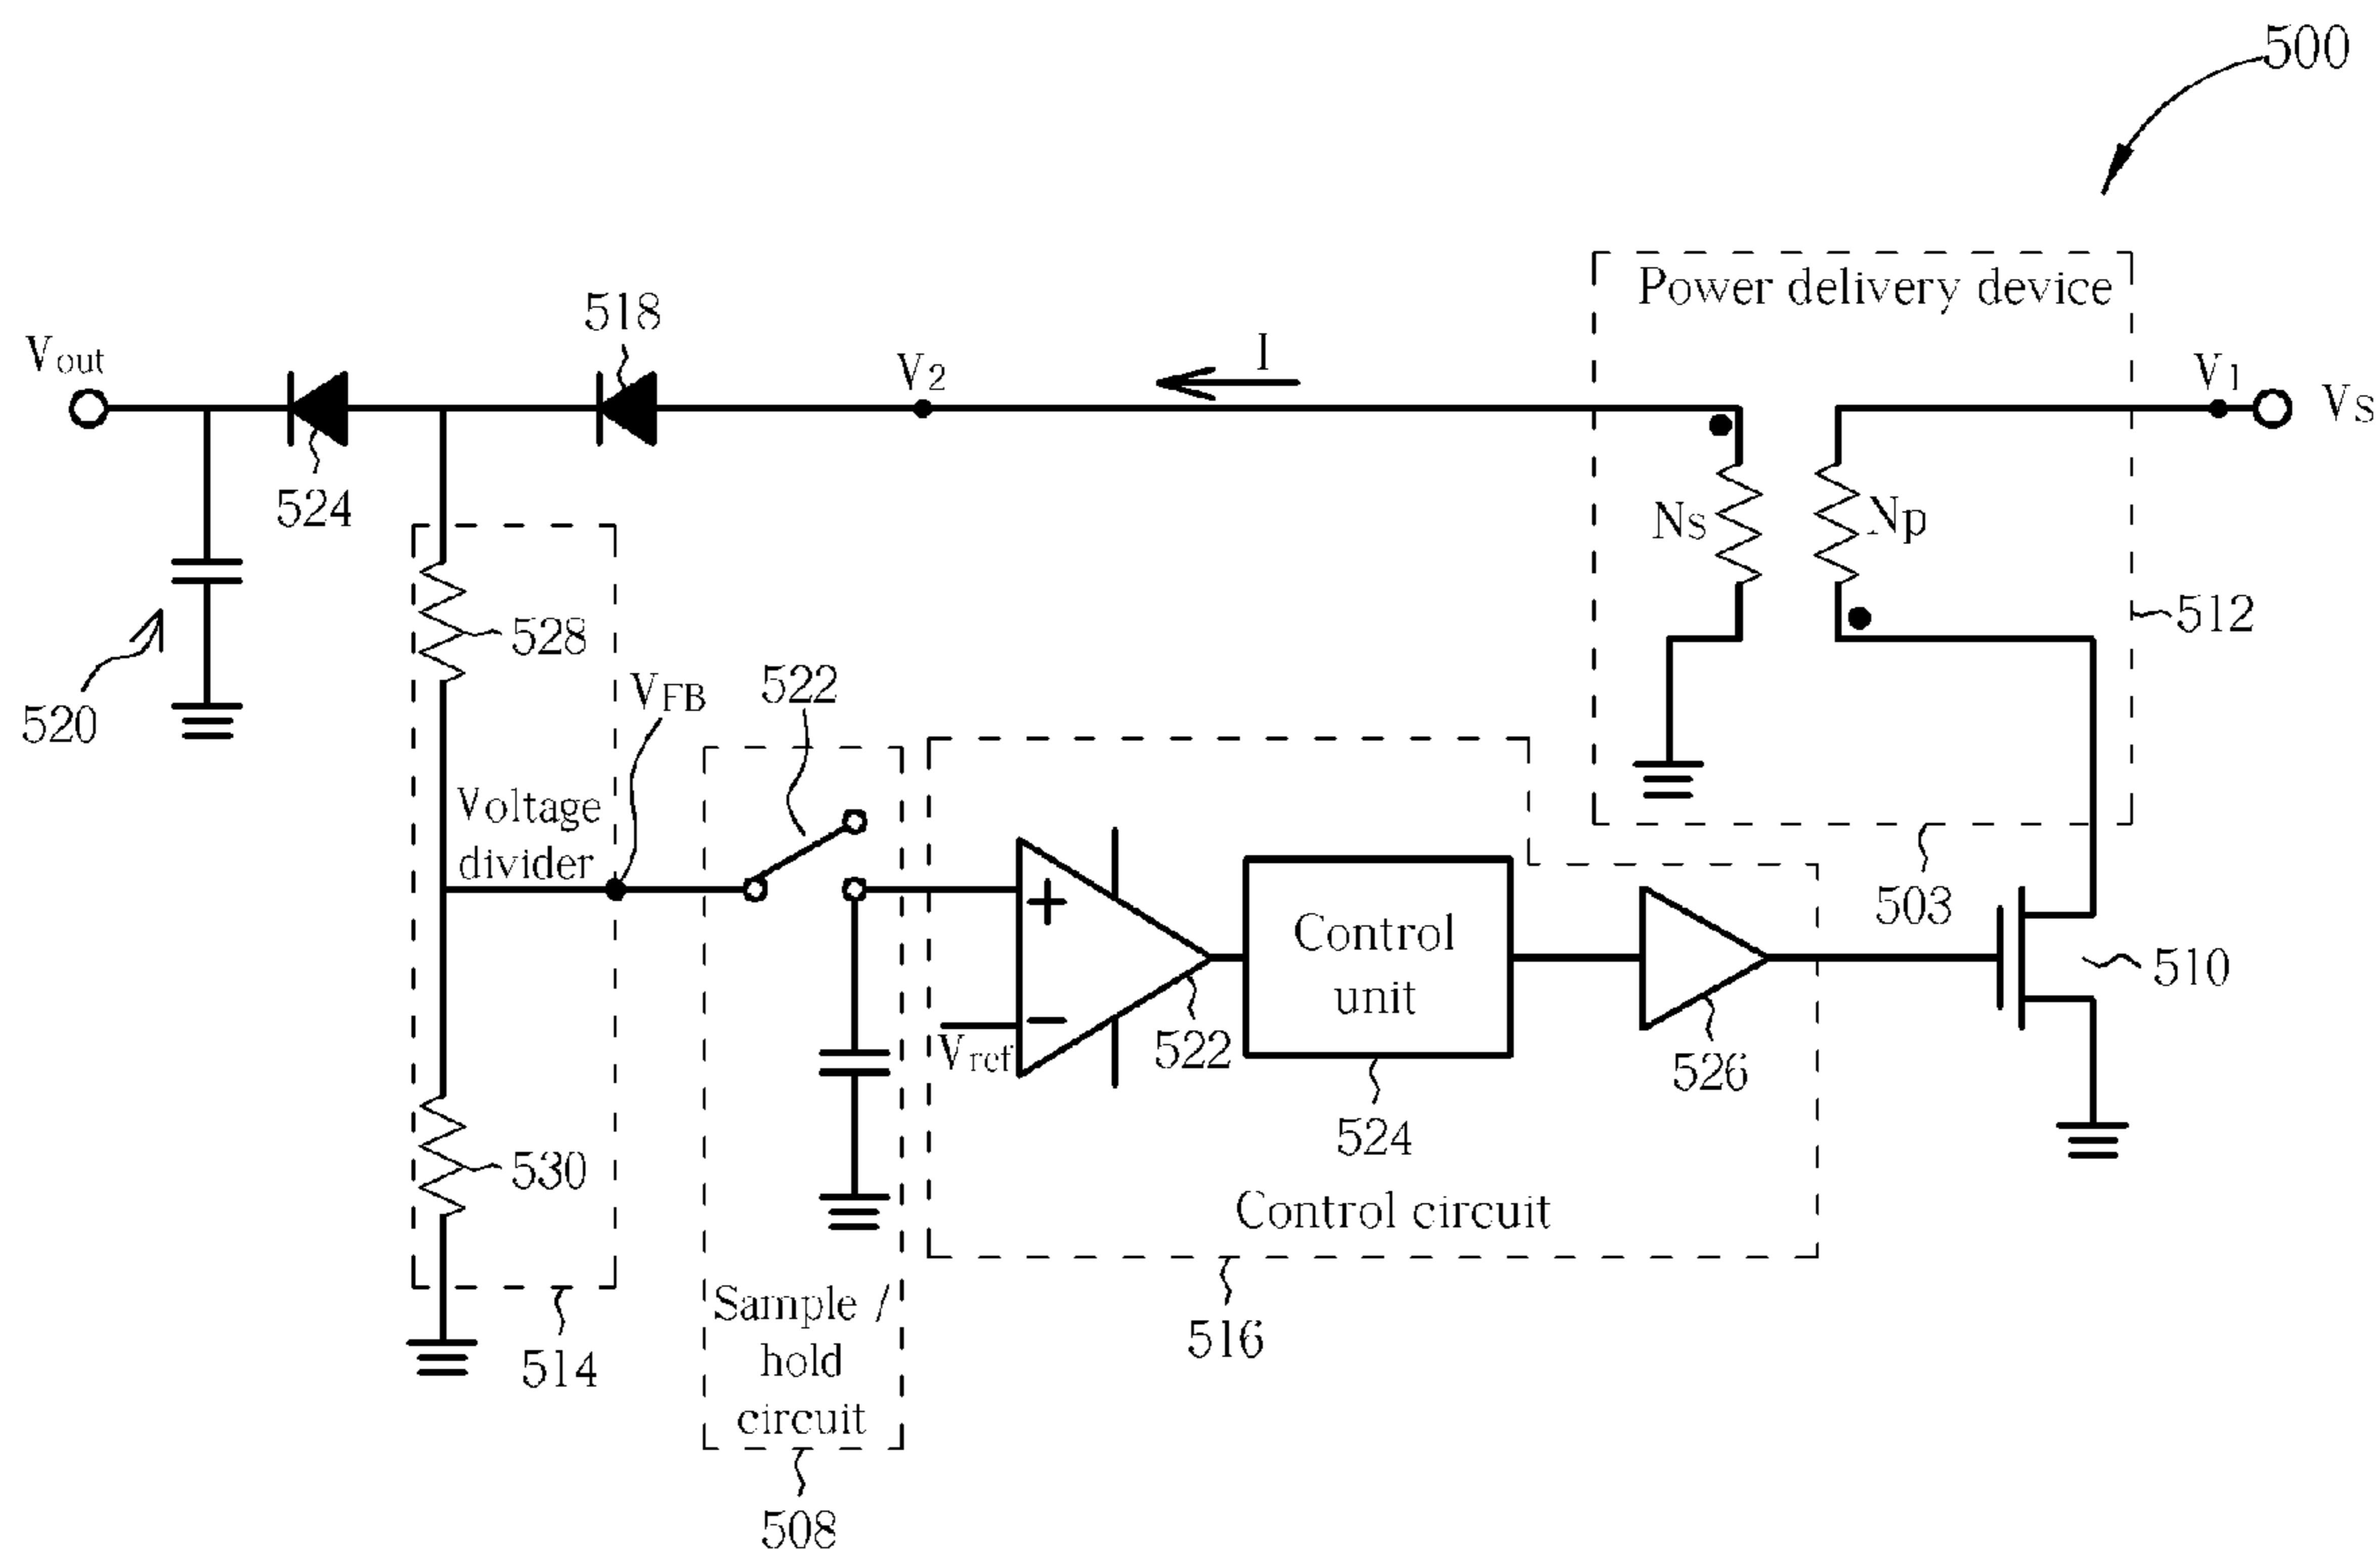 500
Power delivery device
518
Vout
V2
I
V1
Vs
524
Ns
Np
528
512
520
VFB
522
Voltage
divider
503
+
Control
unit
510
−
Vref
522
526
524
530
Control circuit
Sample /
hold
circuit
516
514
508